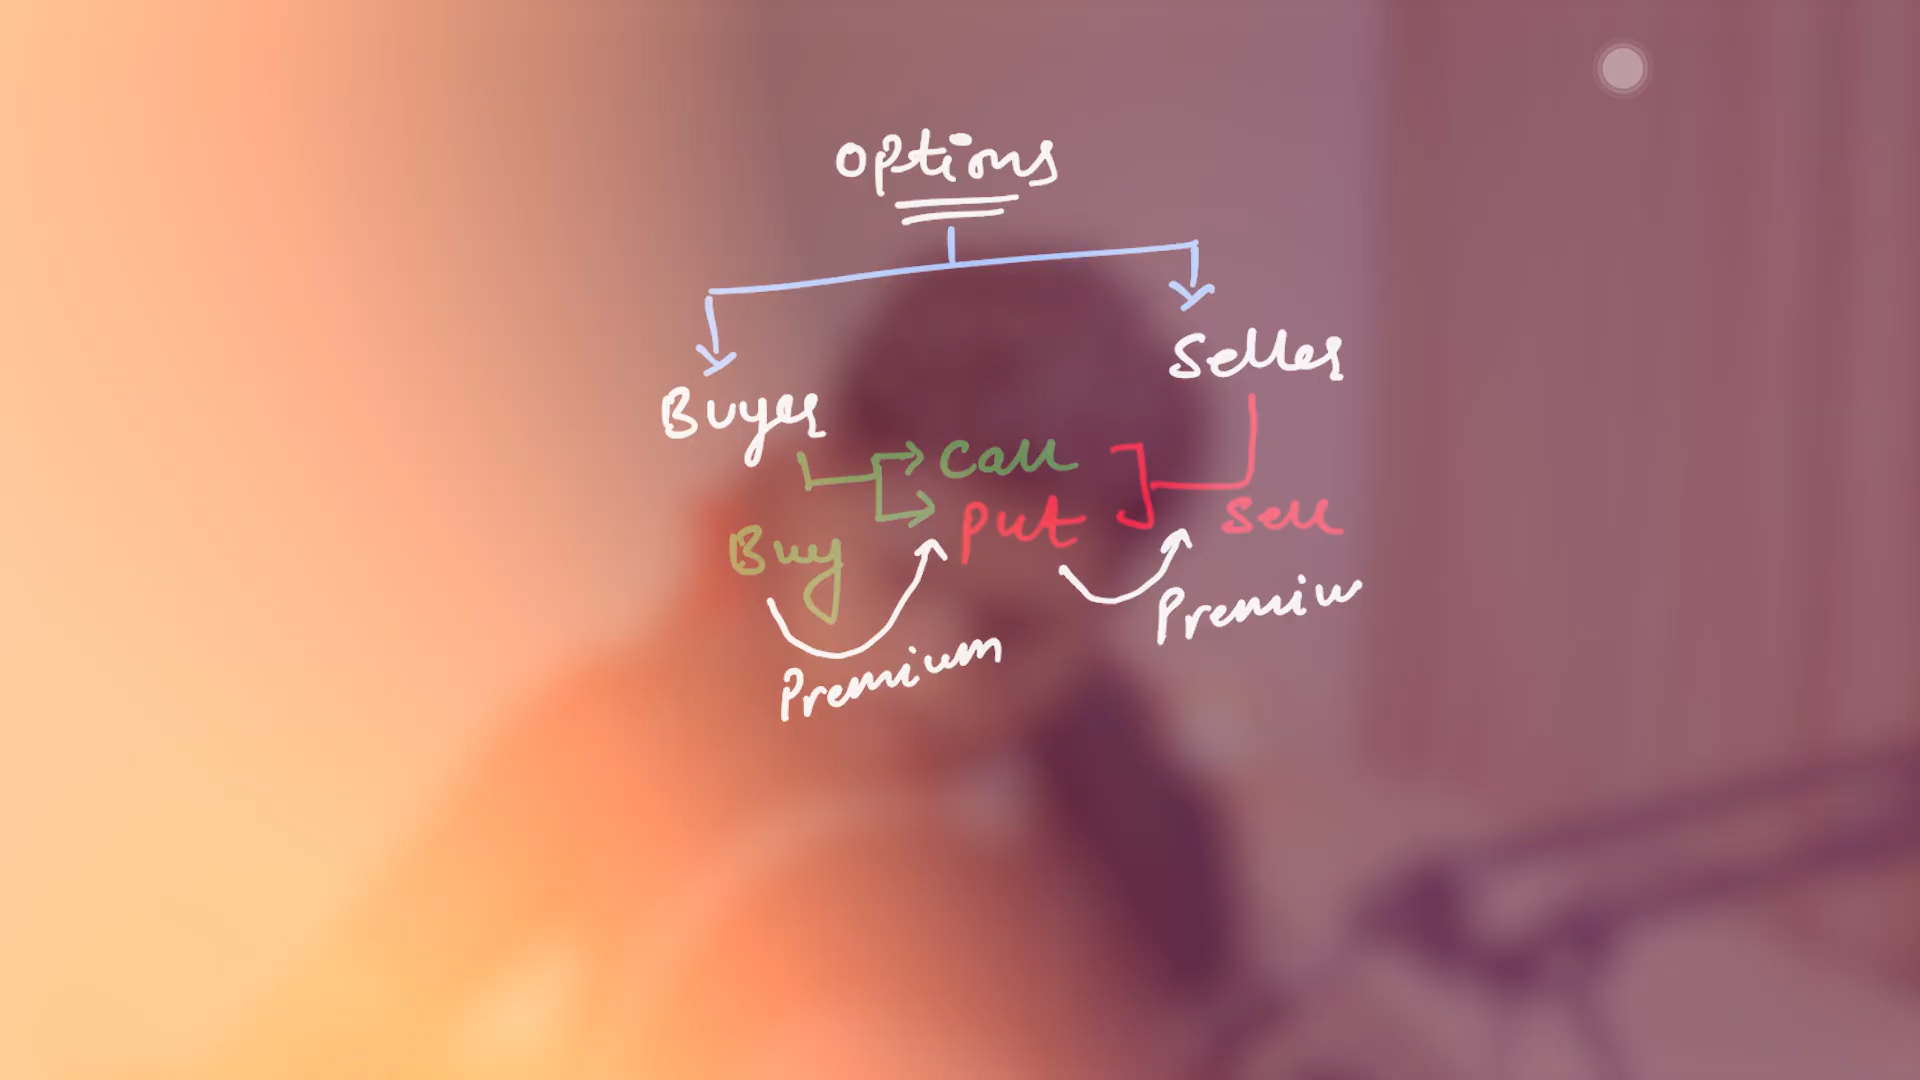 Options
Buyer
Seller
Call
Put
Buy
Sell
Premium
Premiu